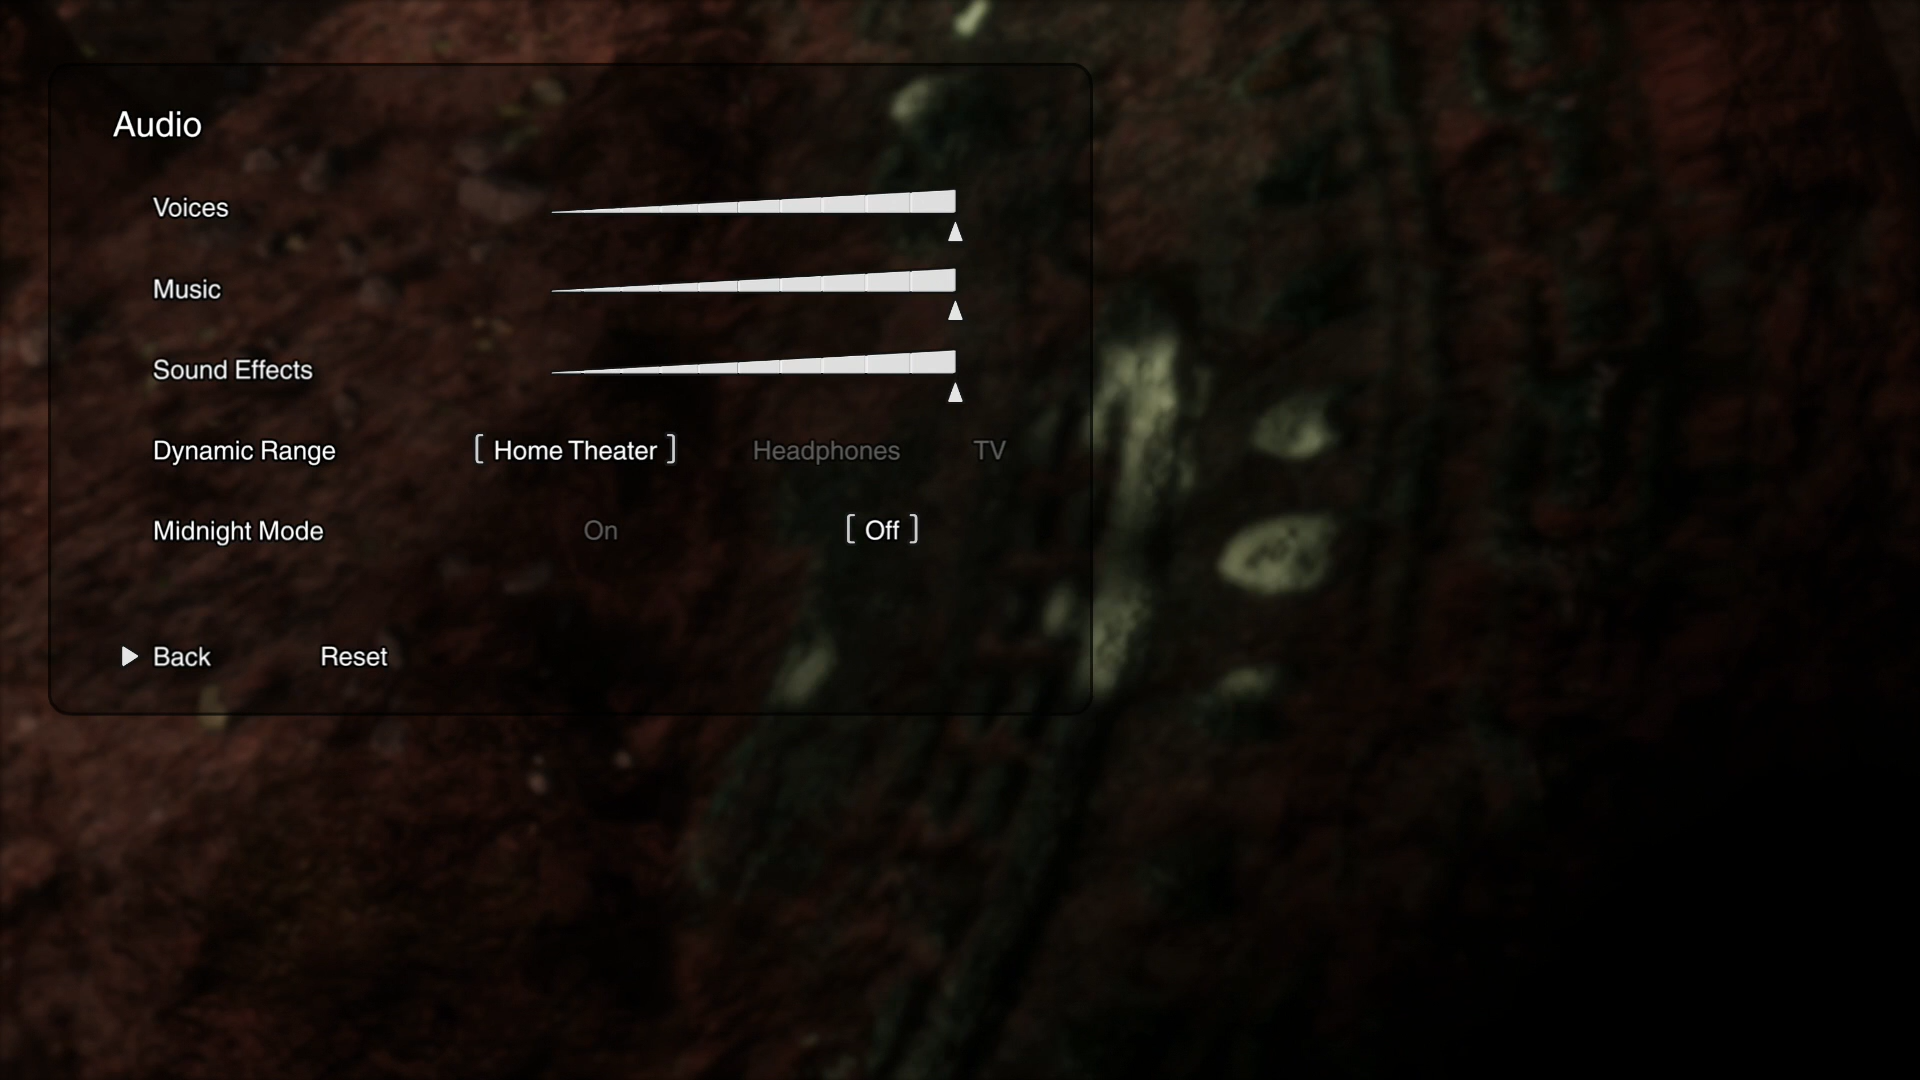 Audio
Voices
Music
Sound Effects
Dynamic Range [ Home Theater ] Headphones TV
Midnight Mode On [ Off ]
Back Reset